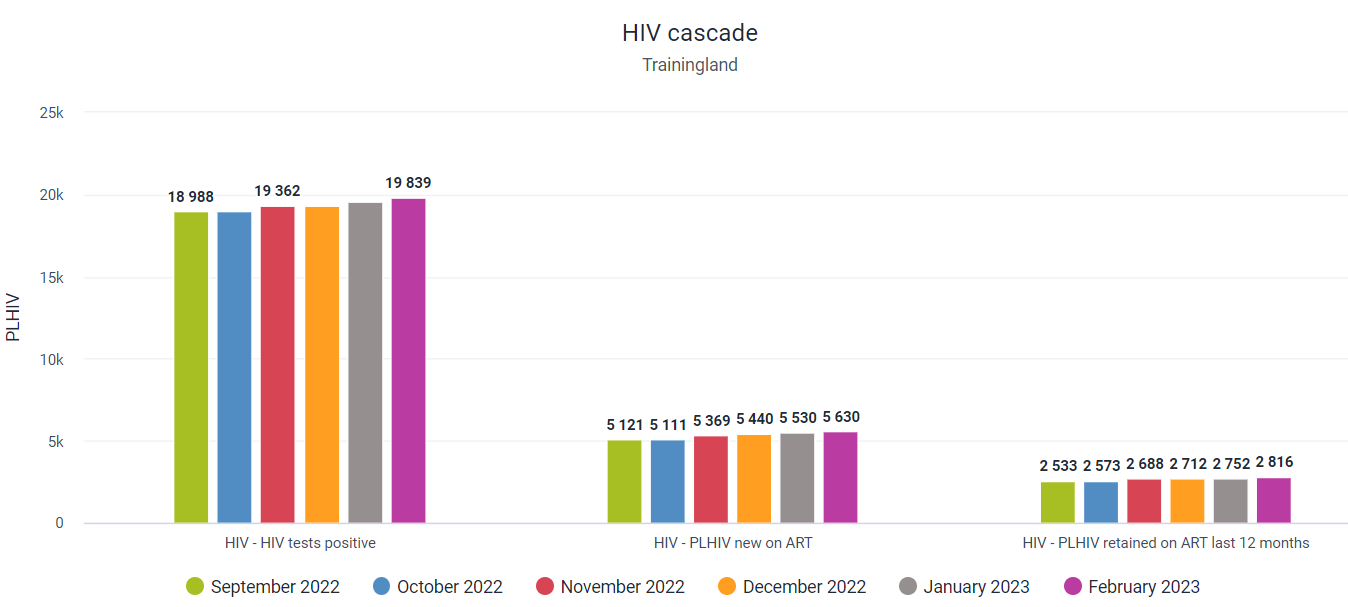 HIV cascade
Trainingland
25k
20k
15k
10k
5k
0
PLHIV
18 988
19 362
19 839
5 121 5 111 5 369 5 440 5 530 5 630
2 533 2 573 2 688 2 712 2 752 2 816
HIV - HIV tests positive
HIV - PLHIV new on ART
HIV - PLHIV retained on ART last 12 months
September 2022 October 2022 November 2022 December 2022 January 2023 February 2023